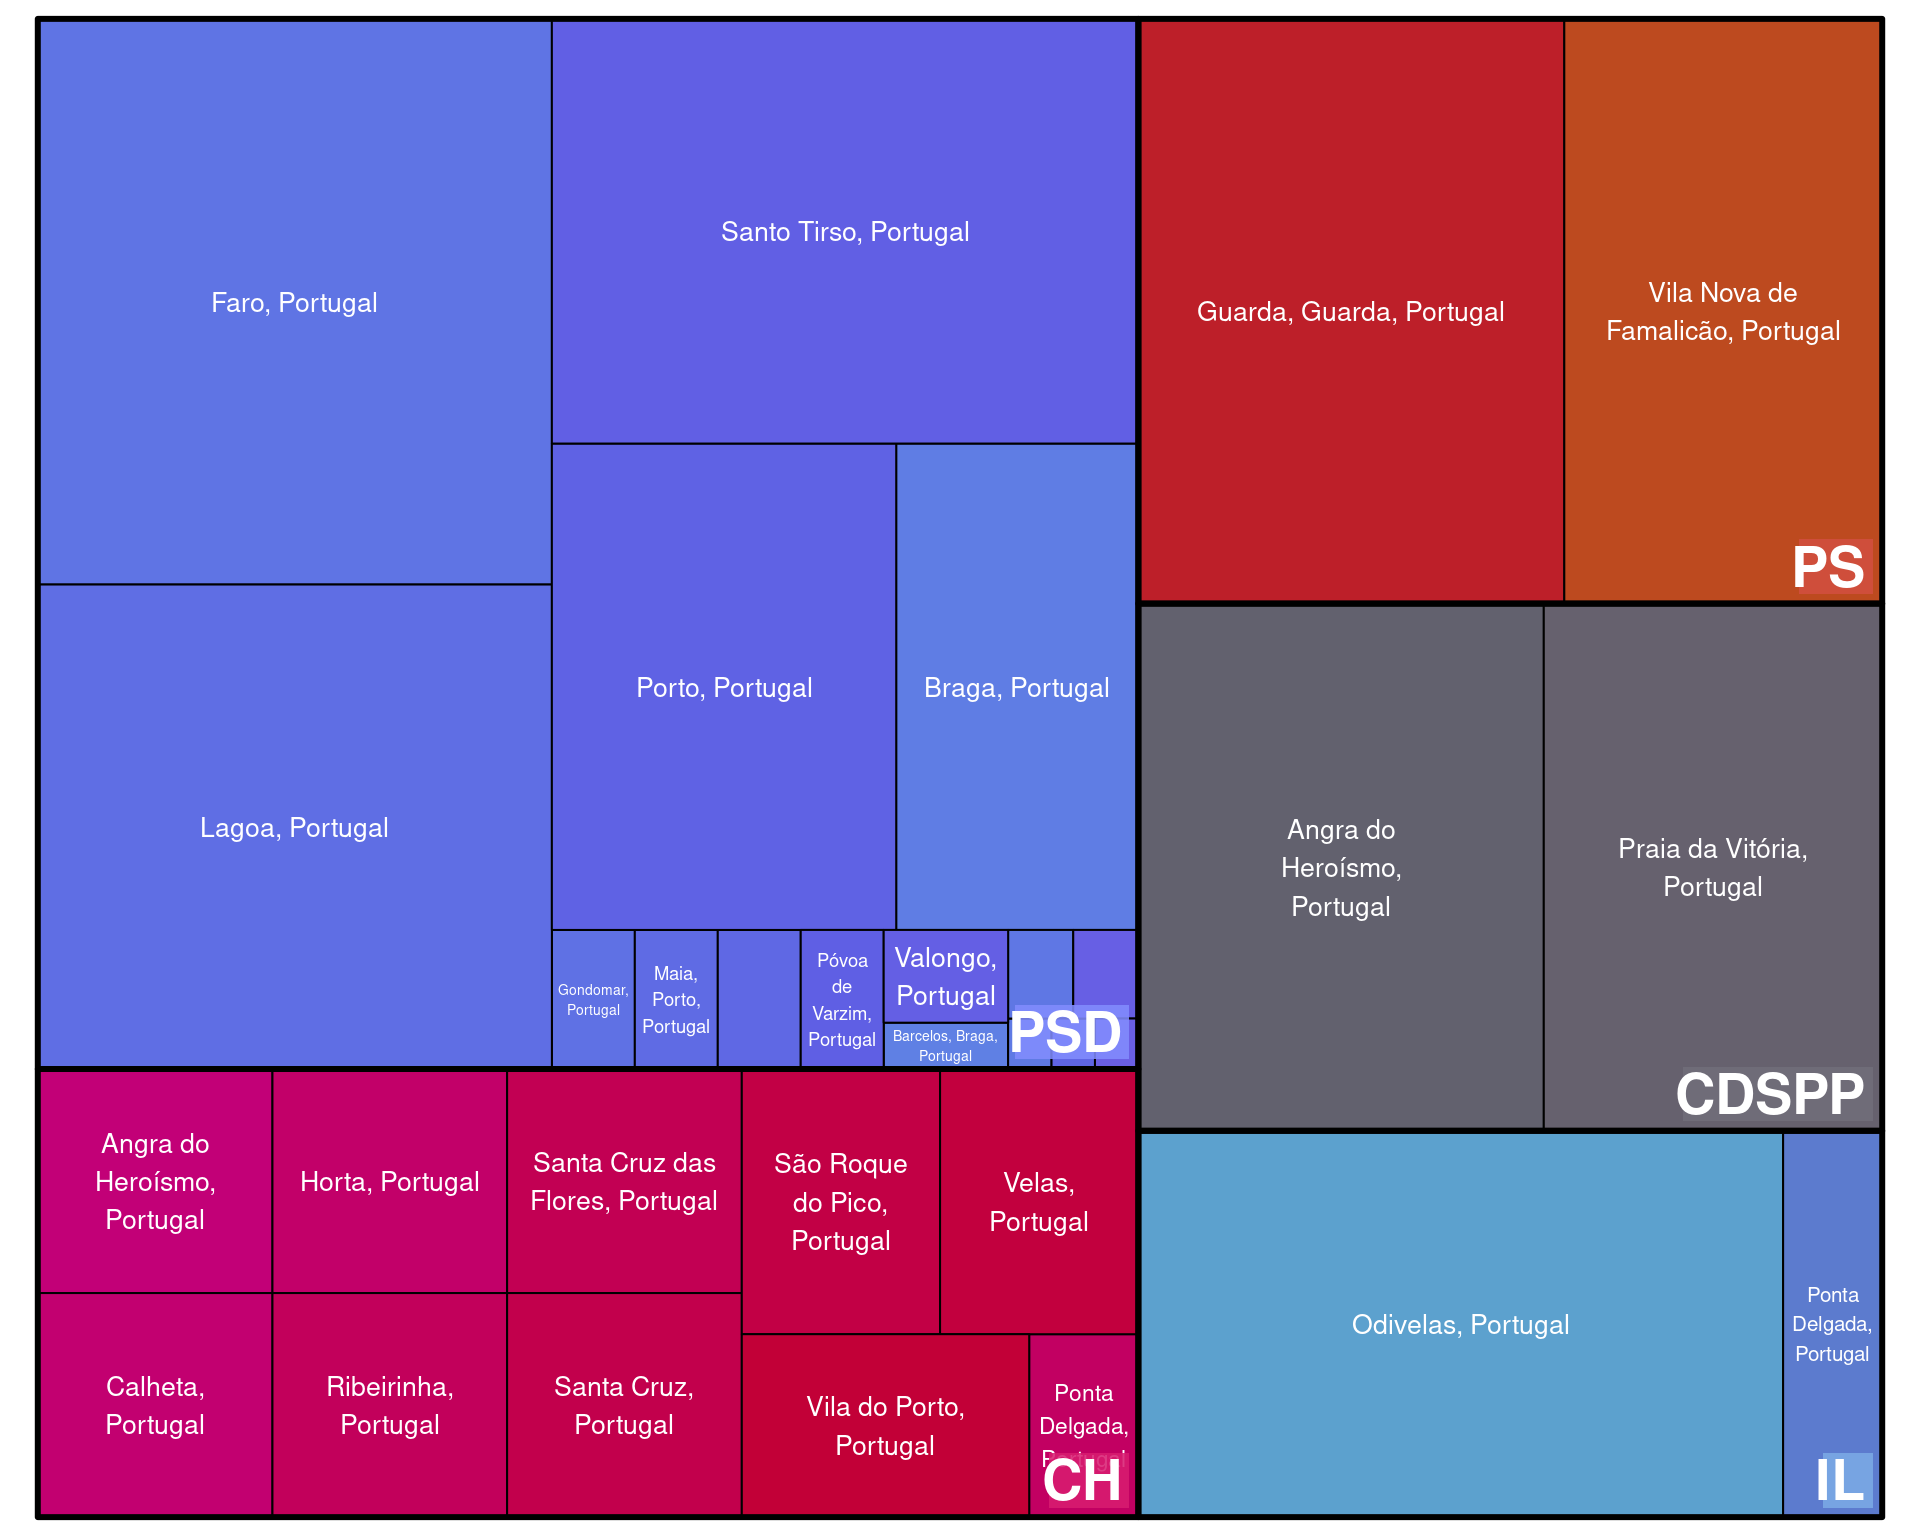 Faro, Portugal
Santo Tirso, Portugal
Lagoa, Portugal
Porto, Portugal
Braga, Portugal
Gondomar,
Portugal
Maia,
Porto,
Portugal
Póvoa
de
Varzim,
Portugal
Valongo,
Portugal
Barcelos, Braga,
Portugal
PSD
Guarda, Guarda, Portugal
Vila Nova de
Famalicão, Portugal
PS
Angra do
Heroísmo,
Portugal
Praia da Vitória,
Portugal
CDSPP
Angra do
Heroísmo,
Portugal
Horta, Portugal
Santa Cruz das
Flores, Portugal
São Roque
do Pico,
Portugal
Velas,
Portugal
Calheta,
Portugal
Ribeirinha,
Portugal
Santa Cruz,
Portugal
Vila do Porto,
Portugal
Ponta
Delgada,
Portugal
CH
Odivelas, Portugal
Ponta
Delgada,
Portugal
IL